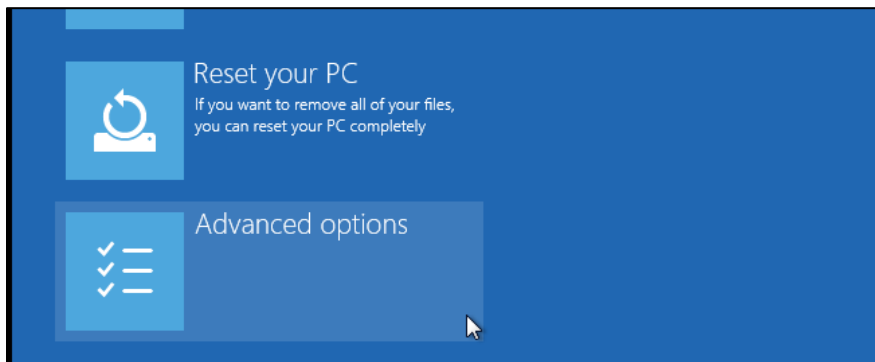 Reset your PC
If you want to remove all of your files,
you can reset your PC completely
Advanced options